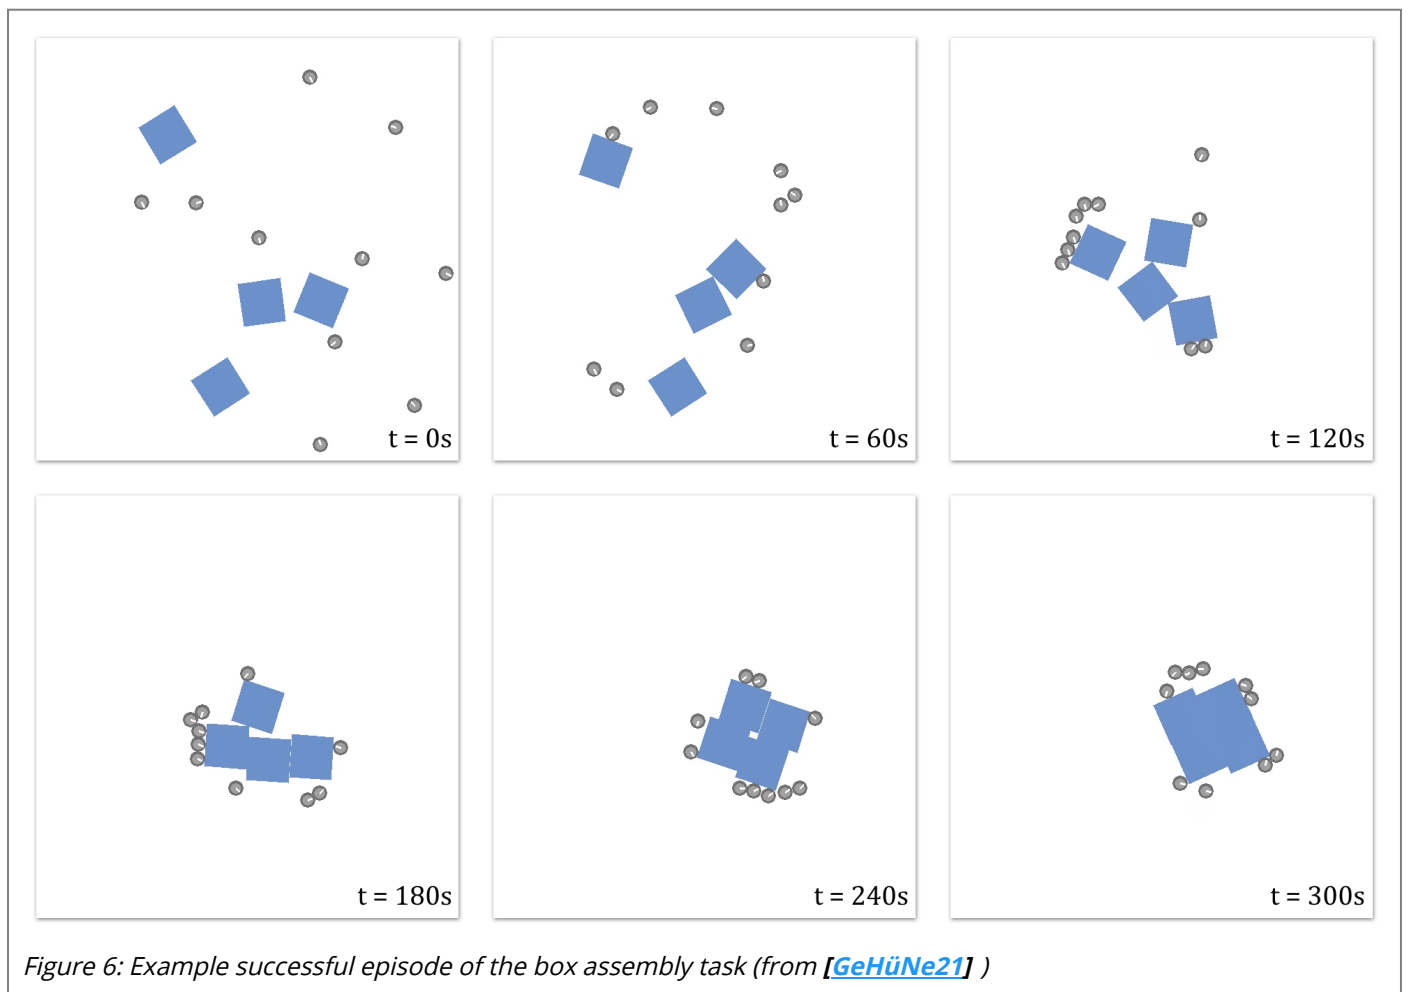 t = 0s
t = 60s
t = 120s
t = 180s
t = 240s
t = 300s
Figure 6: Example successful episode of the box assembly task (from [GeHüNe21] )